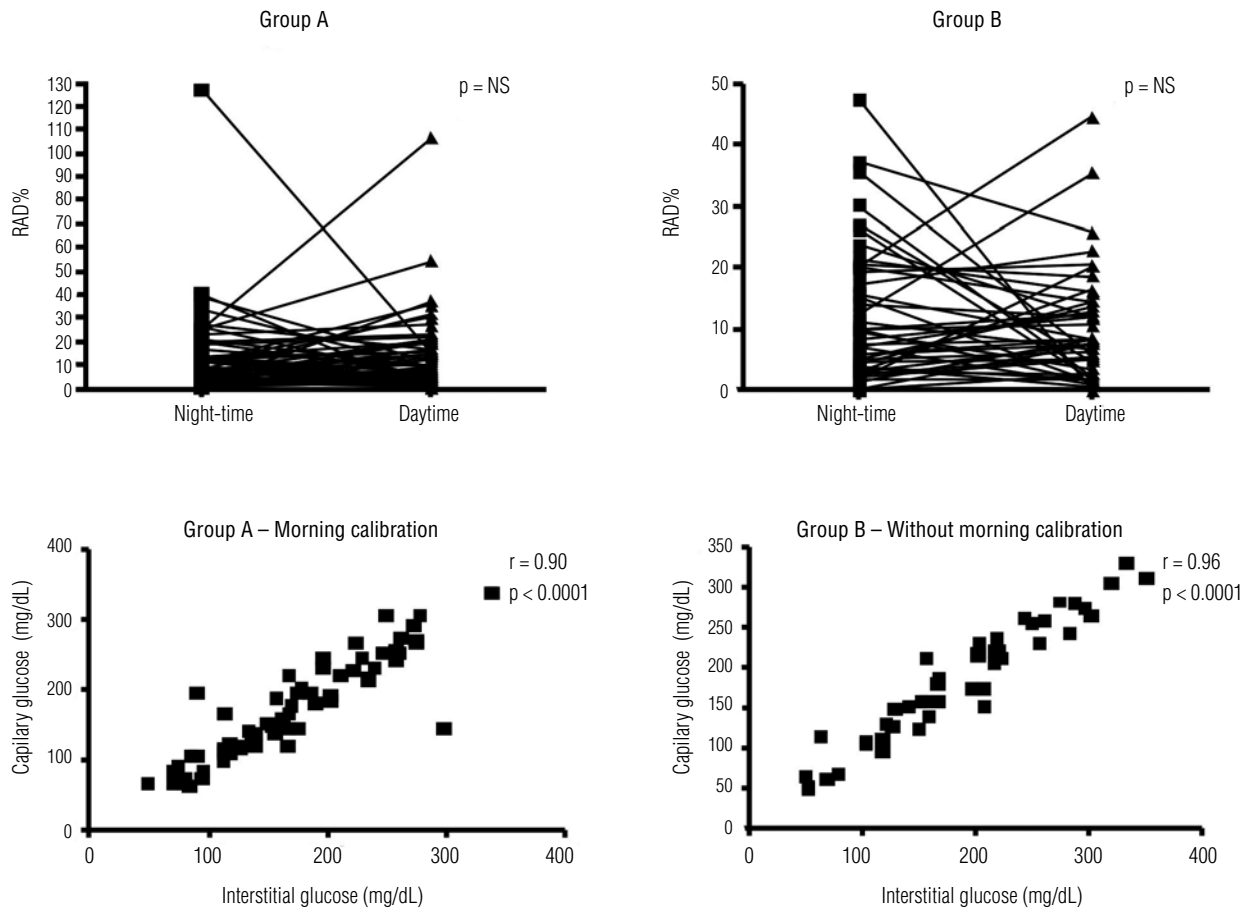 Group A
p = NS
RAD%
130
120
110
100
90
80
70
60
50
40
30
20
10
0
Night-time
Daytime
Group B
p = NS
RAD%
50
40
30
20
10
0
Night-time
Daytime
Group A – Morning calibration
r = 0.90
p < 0.0001
Capilary glucose (mg/dL)
400
300
200
100
0
0 100 200 300 400
Interstitial glucose (mg/dL)
Group B – Without morning calibration
r = 0.96
p < 0.0001
Capilary glucose (mg/dL)
350
300
250
200
150
100
50
0
0 100 200 300 400
Interstitial glucose (mg/dL)